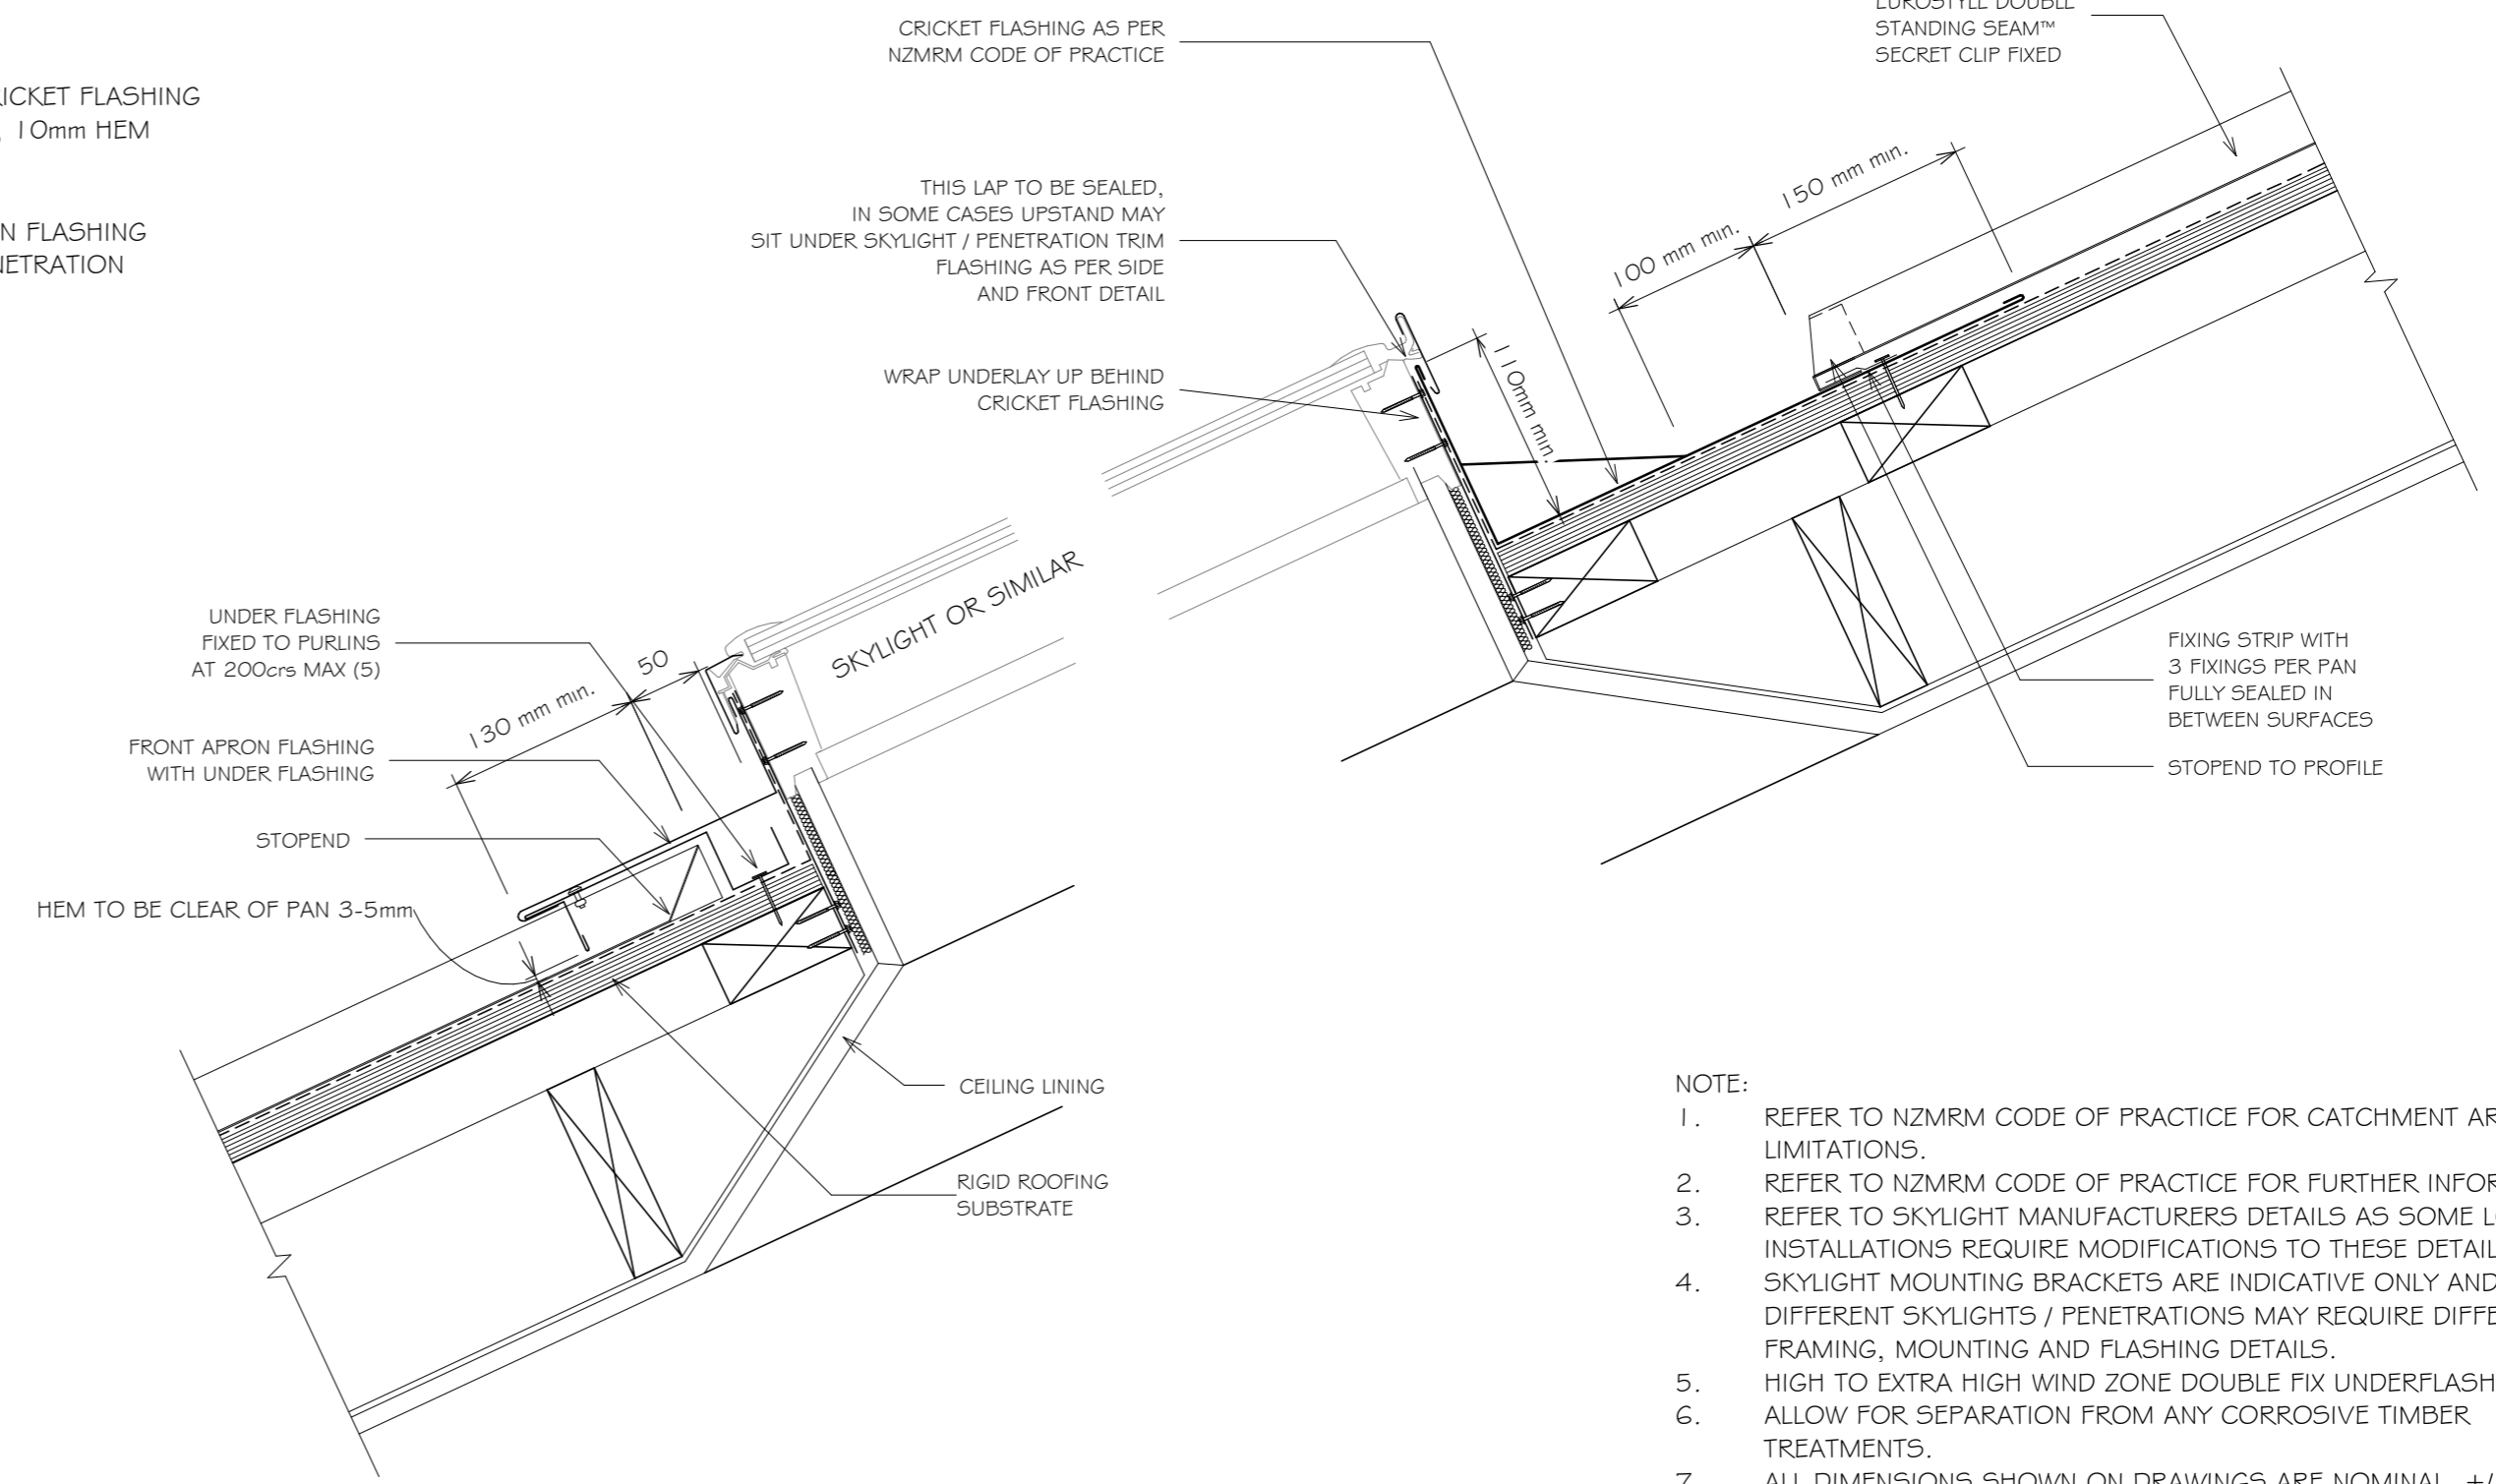 CRICKET FLASHING AS PER
NZMRM CODE OF PRACTICE
STANDING SEAM™
SECRET CLIP FIXED
FLASHING
10mm HEM
FLASHING
THIS LAP TO BE SEALED,
IN SOME CASES UPSTAND MAY
SIT UNDER SKYLIGHT / PENETRATION TRIM
FLASHING AS PER SIDE
AND FRONT DETAIL
WRAP UNDERLAY UP BEHIND
CRICKET FLASHING
150 mm min.
100 mm min.
110mm min.
SKYLIGHT OR SIMILAR
UNDER FLASHING
FIXED TO PURLINS
AT 200crs MAX (5)
50
130 mm min.
FRONT APRON FLASHING
WITH UNDER FLASHING
STOPEND
HEM TO BE CLEAR OF PAN 3-5mm
FIXING STRIP WITH
3 FIXINGS PER PAN
FULLY SEALED IN
BETWEEN SURFACES
STOPEND TO PROFILE
CEILING LINING
RIGID ROOFING
SUBSTRATE
NOTE:
1. REFER TO NZMRM CODE OF PRACTICE FOR CATCHMENT
LIMITATIONS.
2. REFER TO NZMRM CODE OF PRACTICE FOR FURTHER
3. REFER TO SKYLIGHT MANUFACTURERS DETAILS AS SOME
INSTALLATIONS REQUIRE MODIFICATIONS TO THESE
4. SKYLIGHT MOUNTING BRACKETS ARE INDICATIVE ONLY AND
DIFFERENT SKYLIGHTS / PENETRATIONS MAY REQUIRE
FRAMING, MOUNTING AND FLASHING DETAILS.
5. HIGH TO EXTRA HIGH WIND ZONE DOUBLE FIX
6. ALLOW FOR SEPARATION FROM ANY CORROSIVE TIMBER
TREATMENTS.
7. ALL DIMENSIONS SHOWN ON DRAWINGS ARE NOMINAL, +/